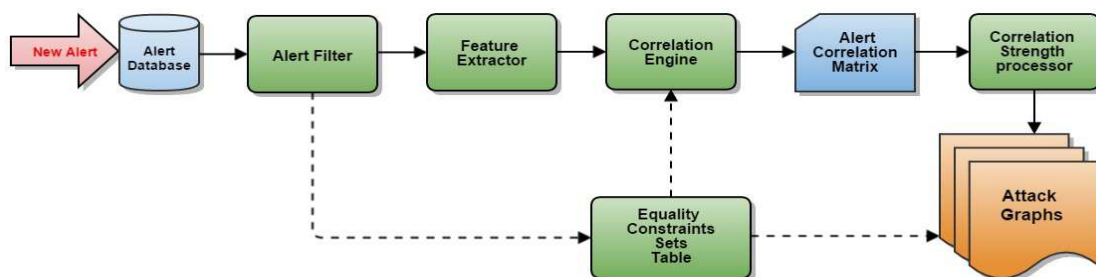 New Alert
Alert
Database
Alert Filter
Feature
Extractor
Correlation
Engine
Alert
Correlation
Matrix
Correlation
Strength
processor
Equality
Constraints
Sets
Table
Attack
Graphs